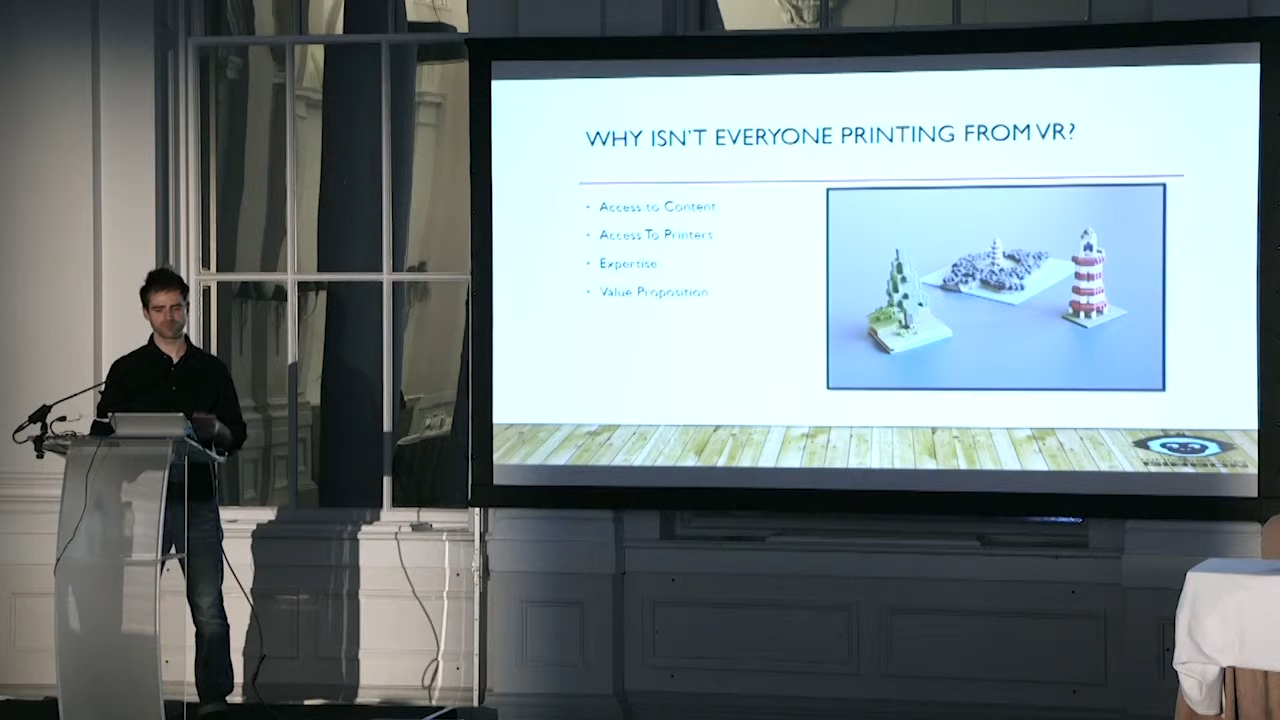 WHY ISN'T EVERYONE PRINTING FROM VR?
• Access to Content
• Access To Printers
• Expertise
• Value Proposition